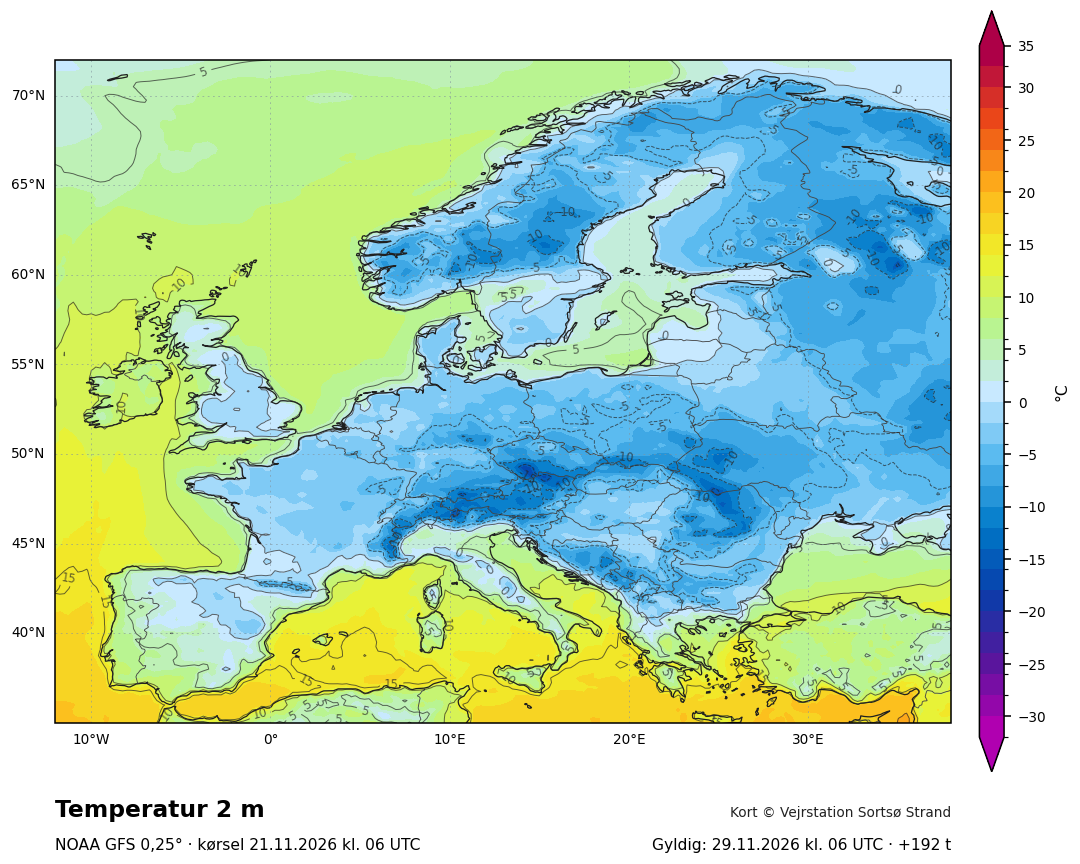 35
30
25
20
15
10
5
0
−5
−10
−15
−20
−25
−30
°C
70°N
65°N
60°N
55°N
50°N
45°N
40°N
10°W
0°
10°E
20°E
30°E
Temperatur 2 m
Kort © Vejrstation Sortsø Strand
NOAA GFS 0,25° · kørsel 21.11.2026 kl. 06 UTC
Gyldig: 29.11.2026 kl. 06 UTC · +192 t